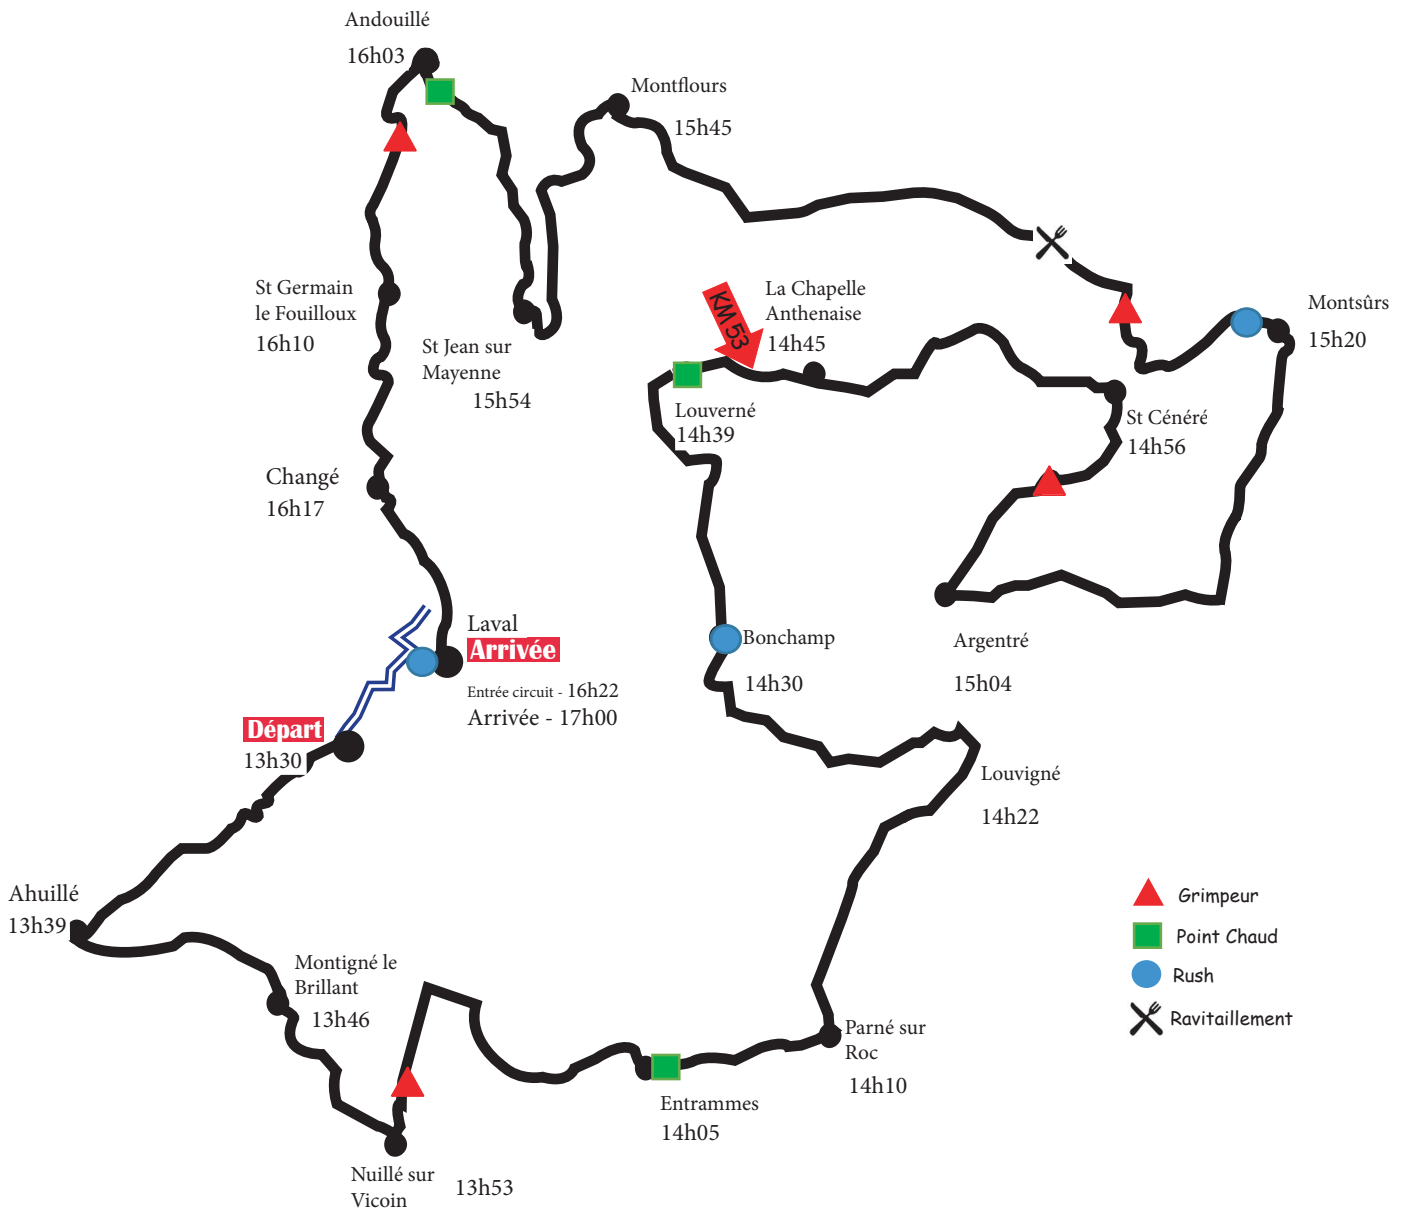 Andouillé
16h03
Montflours
15h45
St Germain
le Fouilloux
16h10
St Jean sur
Mayenne
15h54
KM 53
La Chapelle
Anthenaise
14h45
Montsûrs
15h20
Louverné
14h39
St Cénéré
14h56
Changé
16h17
Laval
Arrivée
Entrée circuit - 16h22
Arrivée - 17h00
Bonchamp
14h30
Argentré
15h04
Départ
13h30
Louvigné
14h22
Ahuillé
13h39
Montigné le
Brillant
13h46
Parné sur
Roc
14h10
Entrammes
14h05
Nuillé sur
Vicoin
13h53
Grimpeur
Point Chaud
Rush
Ravitaillement